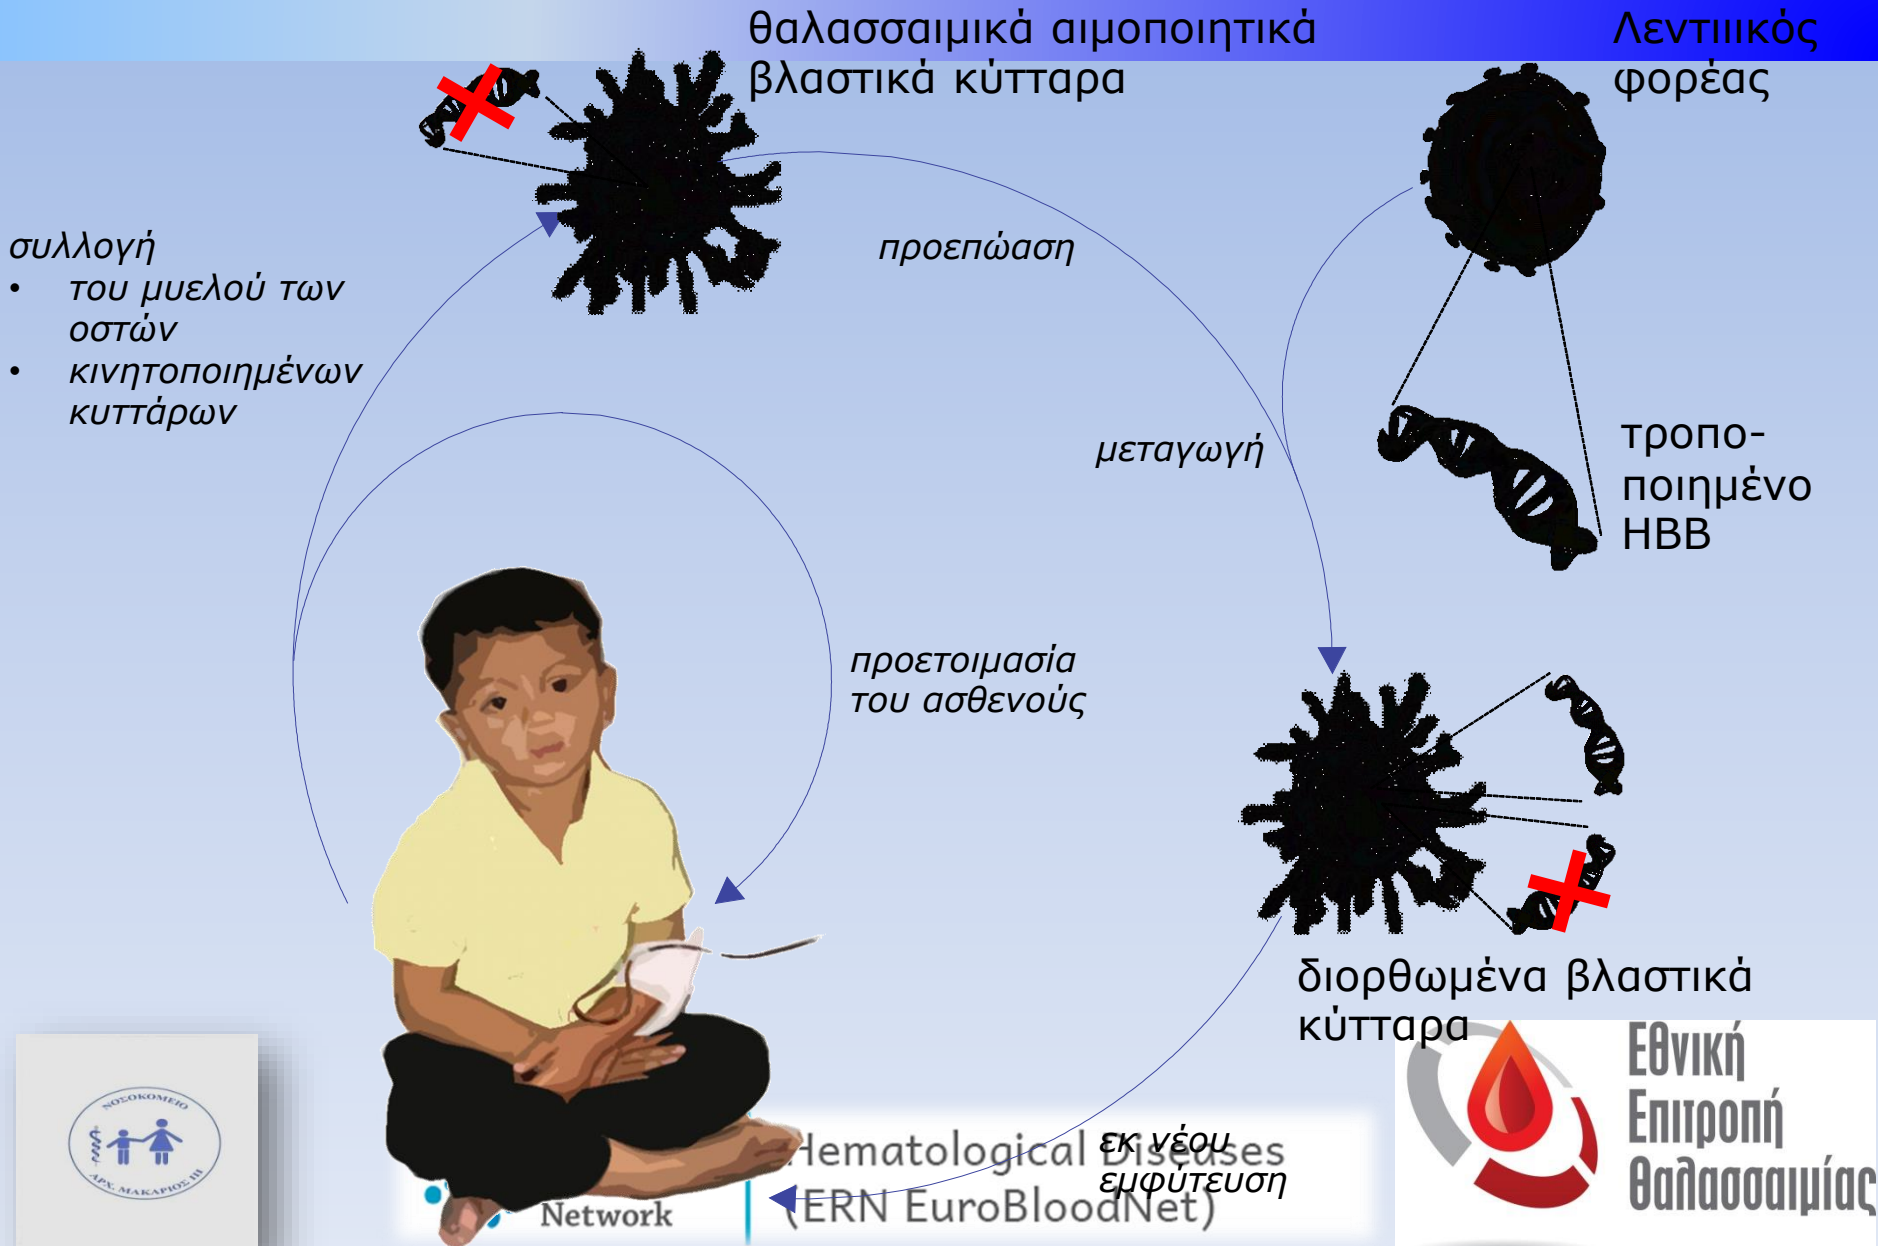 θαλασσαιμικά αιμοποιητικά
βλαστικά κύτταρα
Λεντιιικός
φορέας
συλλογή
• του μυελού των
οστών
• κινητοποιημένων
κυττάρων
προεπώαση
μεταγωγή
τροπο-
ποιημένο
HBB
προετοιμασία
του ασθενούς
διορθωμένα βλαστικά
κύτταρα
εκ νέου
εμφύτευση
ΝΟΣΟΚΟΜΕΙΟ
ΑΡΧ. ΜΑΚΑΡΙΟΣ ΙΙΙ
Network
Hematological Diseases
(ERN EuroBloodNet)
Εθνική
Επιτροπή
Θαλασσαιμίας